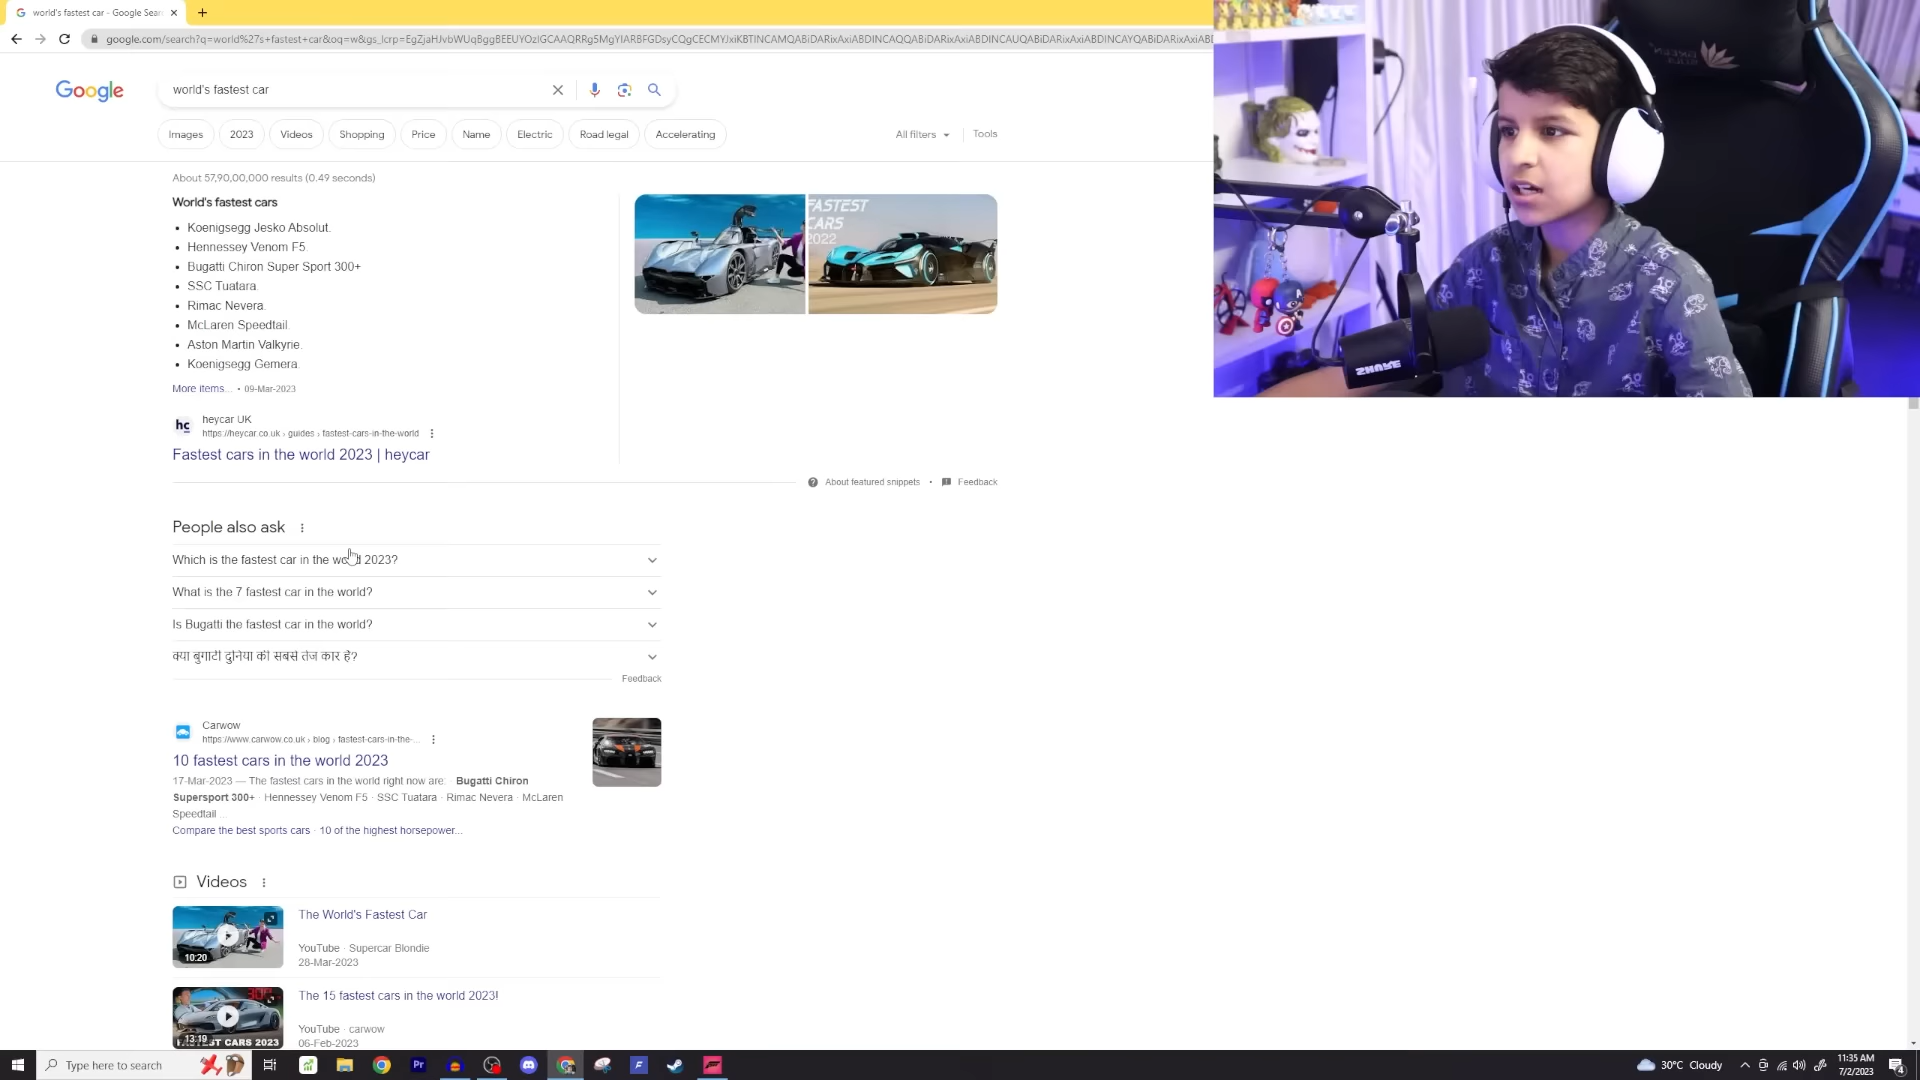 world's fastest car - Google Sear
google.com/search?q=world%27s+fastest+car&oq=w&gs_lcrp=
Google
world's fastest car
Images 2023 Videos Shopping Price Name Electric Road legal Accelerating All filters Tools
About 57,90,00,000 results (0.49 seconds)
World's fastest cars
Koenigsegg Jesko Absolut.
Hennessey Venom F5
Bugatti Chiron Super Sport 300+
SSC Tuatara.
Rimac Nevera.
McLaren Speedtail.
Aston Martin Valkyrie.
Koenigsegg Gemera.
More items... • 09-Mar-2023
FASTEST
CARS
2022
hc heycar UK
https://heycar.co.uk › guides › fastest-cars-in-the-world
Fastest cars in the world 2023 | heycar
About featured snippets • Feedback
People also ask
Which is the fastest car in the world 2023?
What is the 7 fastest car in the world?
Is Bugatti the fastest car in the world?
क्या बुगाटी दुनिया की सबसे तेज कार है?
Feedback
Carwow
https://www.carwow.co.uk › blog › fastest-cars-in-the-...
10 fastest cars in the world 2023
17-Mar-2023 — The fastest cars in the world right now are: Bugatti Chiron
Supersport 300+ · Hennessey Venom F5 · SSC Tuatara · Rimac Nevera · McLaren
Speedtail ...
Compare the best sports cars · 10 of the highest horsepower...
Videos
The World's Fastest Car
10:20
YouTube · Supercar Blondie
28-Mar-2023
The 15 fastest cars in the world 2023!
13:19
CARS 2023
YouTube · carwow
06-Feb-2023
Type here to search
Pr
F
30°C Cloudy
11:35 AM
7/2/2023
4